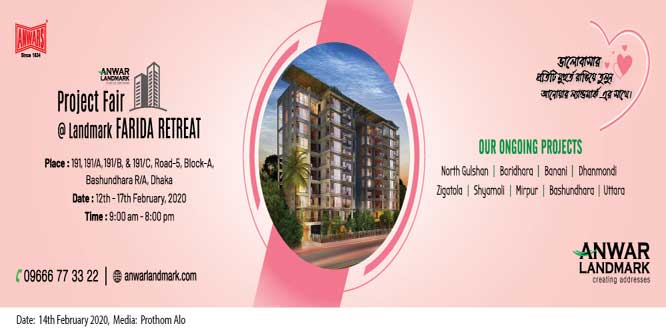 ANWARS
Since 1834
ANWAR
LANDMARK
Project Fair
@ Landmark FARIDA RETREAT
Place : 191, 191/A, 191/B, & 191/C, Road-5, Block-A,
Bashundhara R/A, Dhaka
Date : 12th - 17th February, 2020
Time : 9:00 am - 8:00 pm
09666 77 33 22 | anwarlandmark.com
ভালোবাসার
প্রতিটি মুহূর্ত রাঙিয়ে তুলুন
আনোয়ার ল্যান্ডমার্ক এর সাথে।
OUR ONGOING PROJECTS
North Gulshan | Baridhara | Banani | Dhanmondi
Zigatola | Shyamoli | Mirpur | Bashundhara | Uttara
ANWAR
LANDMARK
creating addresses
Date: 14th February 2020, Media: Prothom Alo